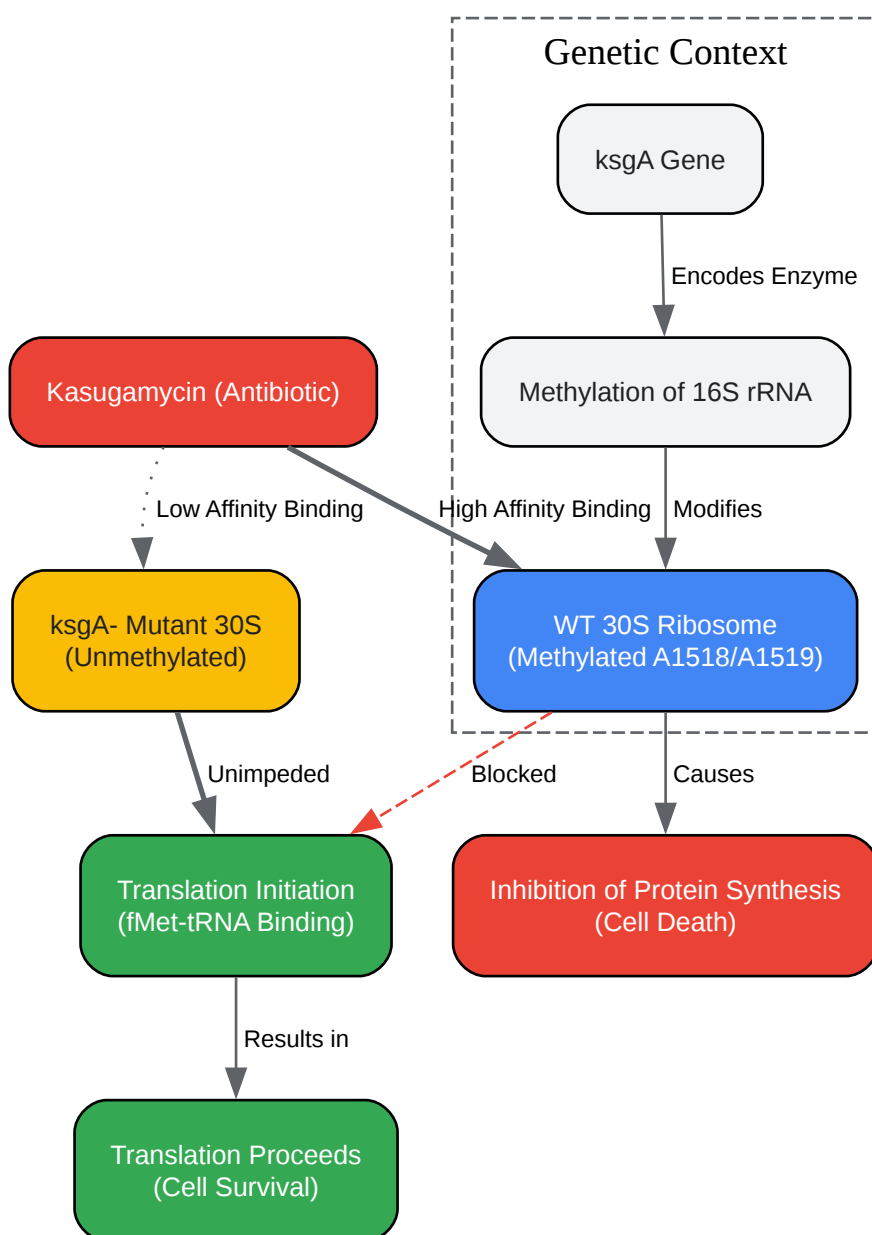 Genetic Context
ksgA Gene
Encodes Enzyme
Kasugamycin (Antibiotic)
Methylation of 16S rRNA
Low Affinity Binding
High Affinity Binding
Modifies
ksgA- Mutant 30S
(Unmethylated)
WT 30S Ribosome
(Methylated A1518/A1519)
Unimpeded
Blocked
Causes
Translation Initiation
(fMet-tRNA Binding)
Inhibition of Protein Synthesis
(Cell Death)
Results in
Translation Proceeds
(Cell Survival)